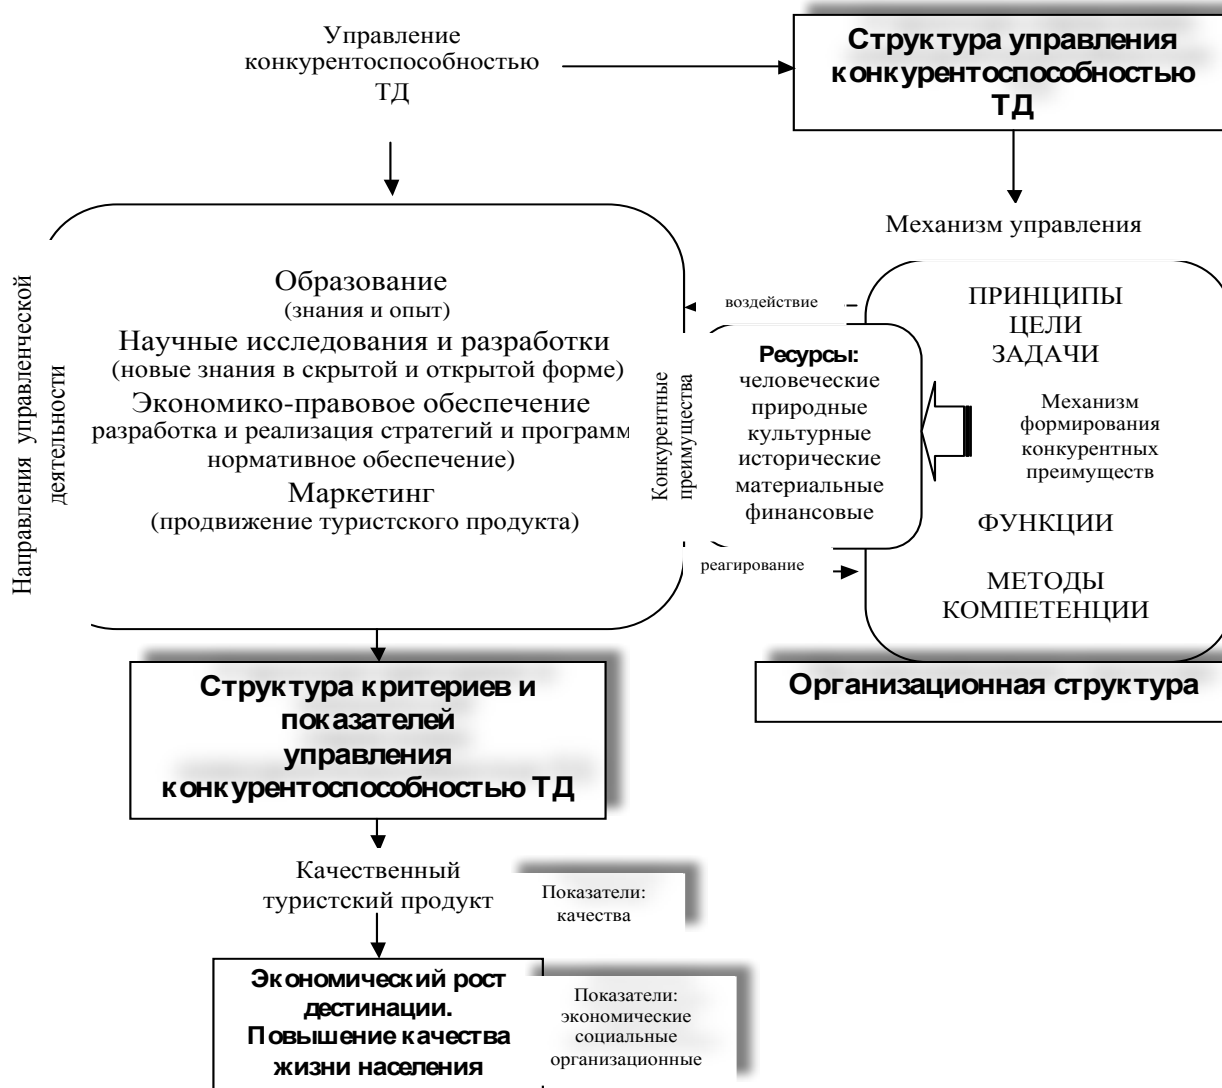 Управление
конкурентоспособностью
ТД
Структура управления
конкурентоспособностью
ТД
Механизм управления
Направления управленческой
деятельности
Образование
(знания и опыт)
Научные исследования и разработки
(новые знания в скрытой и открытой форме)
Экономико-правовое обеспечение
разработка и реализация стратегий и программ
нормативное обеспечение)
Маркетинг
(продвижение туристского продукта)
Конкурентные
преимущества
воздействие
Ресурсы:
человеческие
природные
культурные
исторические
материальные
финансовые
реагирование
ПРИНЦИПЫ
ЦЕЛИ
ЗАДАЧИ
Механизм
формирования
конкурентных
преимуществ
ФУНКЦИИ
МЕТОДЫ
КОМПЕТЕНЦИИ
Организационная структура
Структура критериев и
показателей
управления
конкурентоспособностью ТД
Качественный
туристский продукт
Показатели:
качества
Экономический рост
дестинации.
Повышение качества
жизни населения
Показатели:
экономические
социальные
организационные